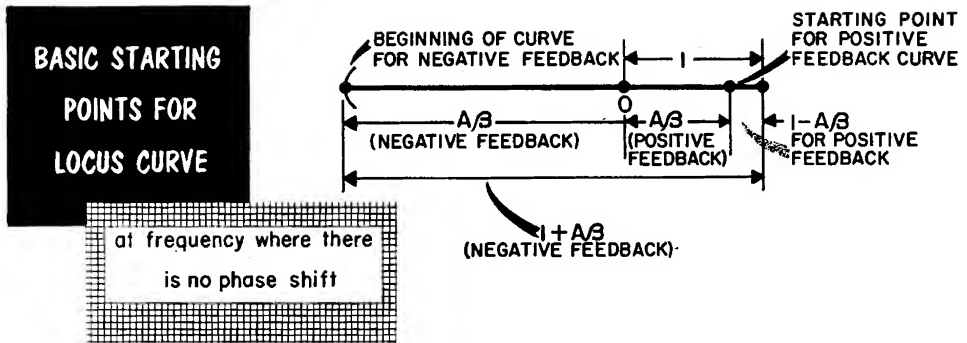 BASIC STARTING
POINTS FOR
LOCUS CURVE
at frequency where there
is no phase shift
BEGINNING OF CURVE
FOR NEGATIVE FEEDBACK
1
STARTING POINT
FOR POSITIVE
FEEDBACK CURVE
0
Aβ
(NEGATIVE FEEDBACK)
Aβ
(POSITIVE
FEEDBACK)
1-Aβ
FOR POSITIVE
FEEDBACK
1+Aβ
(NEGATIVE FEEDBACK)